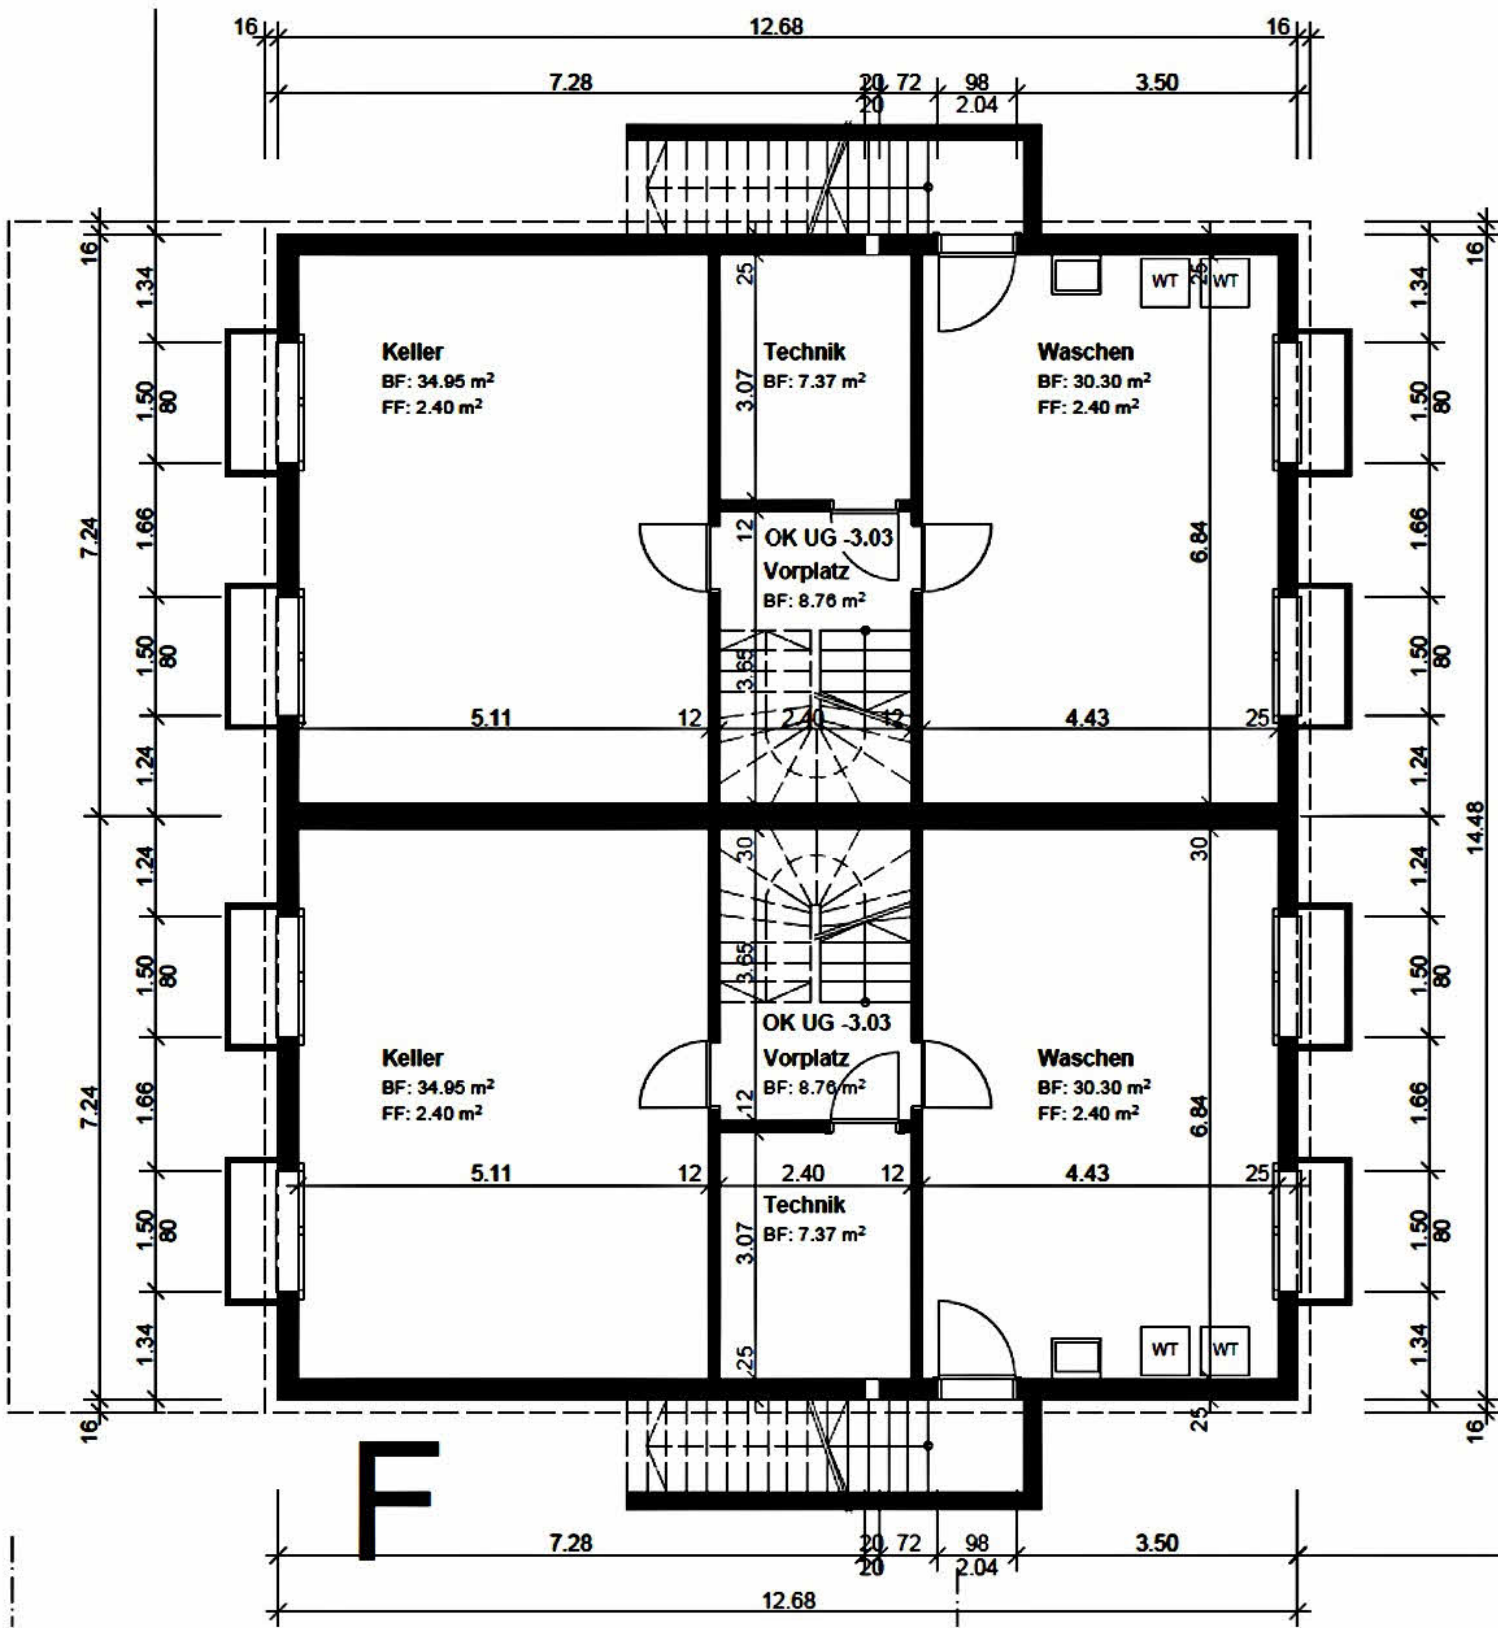 16 12.68 16
7.28 20 72 98 3.50
20 2.04
16 16
1.34 25 WT 25 WT 1.34
Keller Technik Waschen
BF: 34.95 m² BF: 7.37 m² BF: 30.30 m²
FF: 2.40 m² FF: 2.40 m²
1.50 80 3.07 1.50 80
7.24 1.66 12 OK UG -3.03 6.84 1.66
Vorplatz
BF: 8.76 m²
1.50 80 3.65 1.50 80
5.11 12 2.40 12 4.43 25
1.24 1.24
14.48
1.24 30 30 1.24
1.50 80 3.65 1.50 80
OK UG -3.03
Keller Vorplatz Waschen
BF: 34.95 m² BF: 8.76 m² BF: 30.30 m²
FF: 2.40 m² FF: 2.40 m²
7.24 1.66 12 6.84 1.66
5.11 12 2.40 12 4.43 25
Technik
BF: 7.37 m²
1.50 80 3.07 1.50 80
1.34 25 WT WT 1.34
16 25 16
F
7.28 20 72 98 3.50
20 2.04
12.68